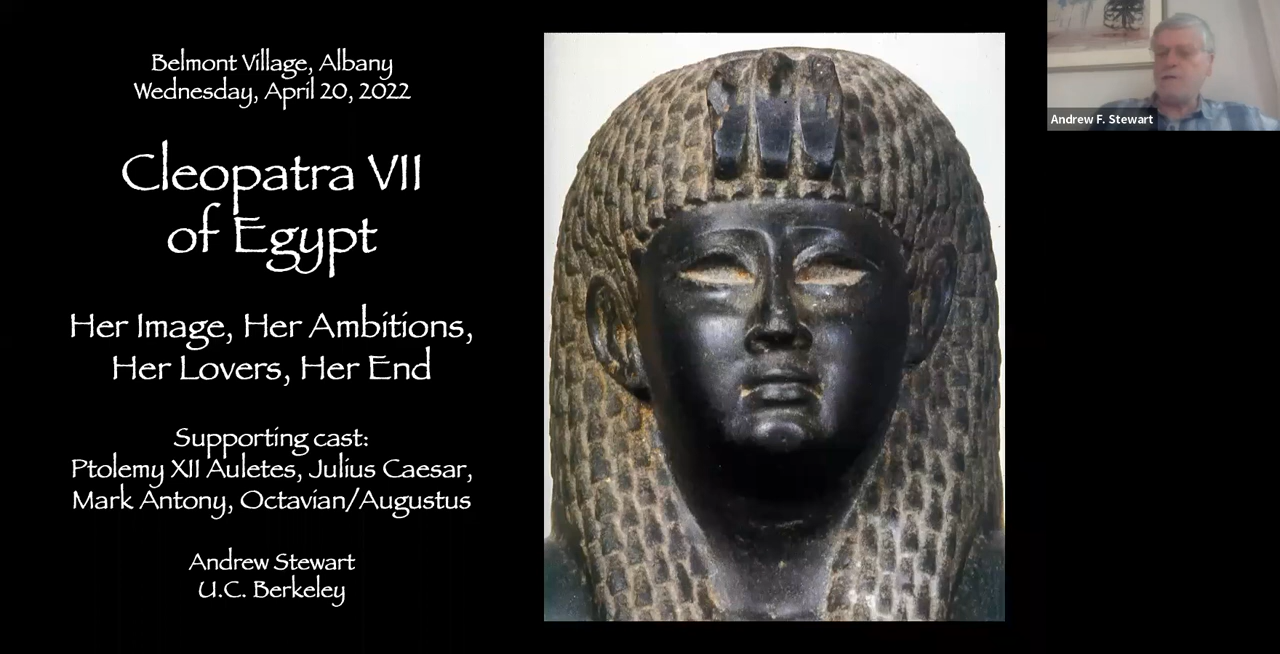 Belmont Village, Albany
Wednesday, April 20, 2022
Cleopatra VII
of Egypt
Her Image, Her Ambitions,
Her Lovers, Her End
Supporting cast:
Ptolemy XII Auletes, Julius Caesar,
Mark Antony, Octavian/Augustus
Andrew Stewart
U.C. Berkeley
Andrew F. Stewart